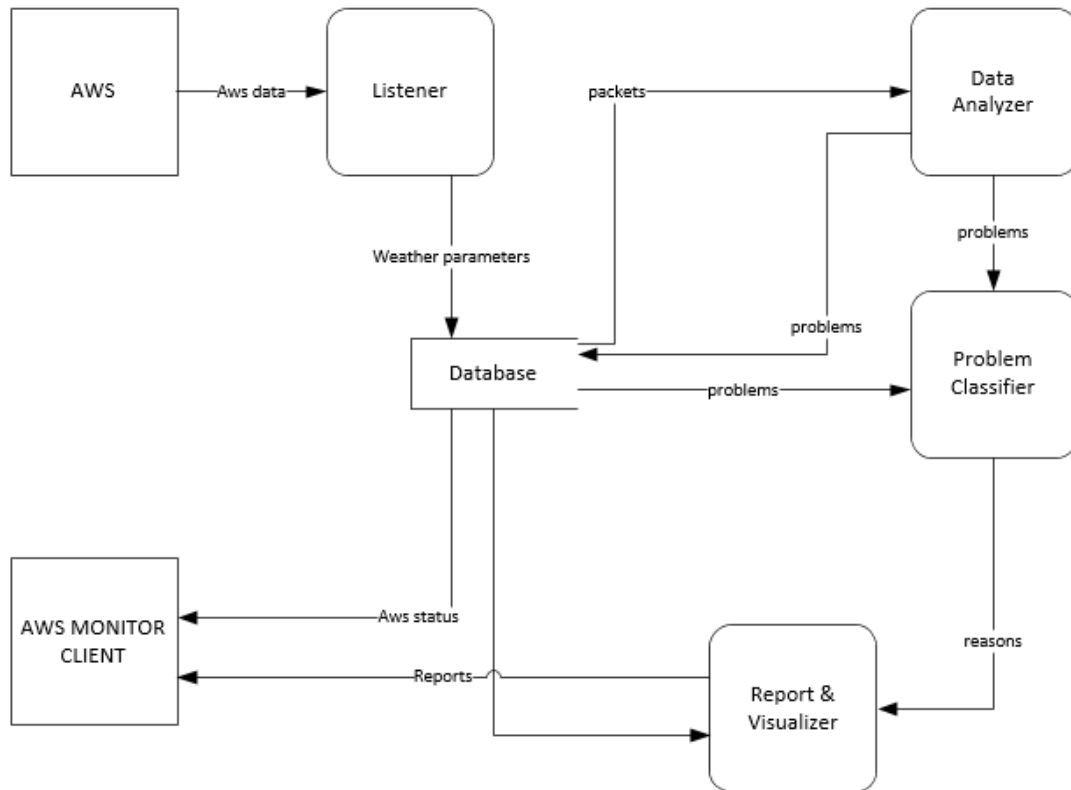 AWS
Aws data
Listener
packets
Data
Analyzer
Weather parameters
problems
problems
Database
problems
Problem
Classifier
AWS MONITOR
CLIENT
Aws status
Reports
reasons
Report &
Visualizer